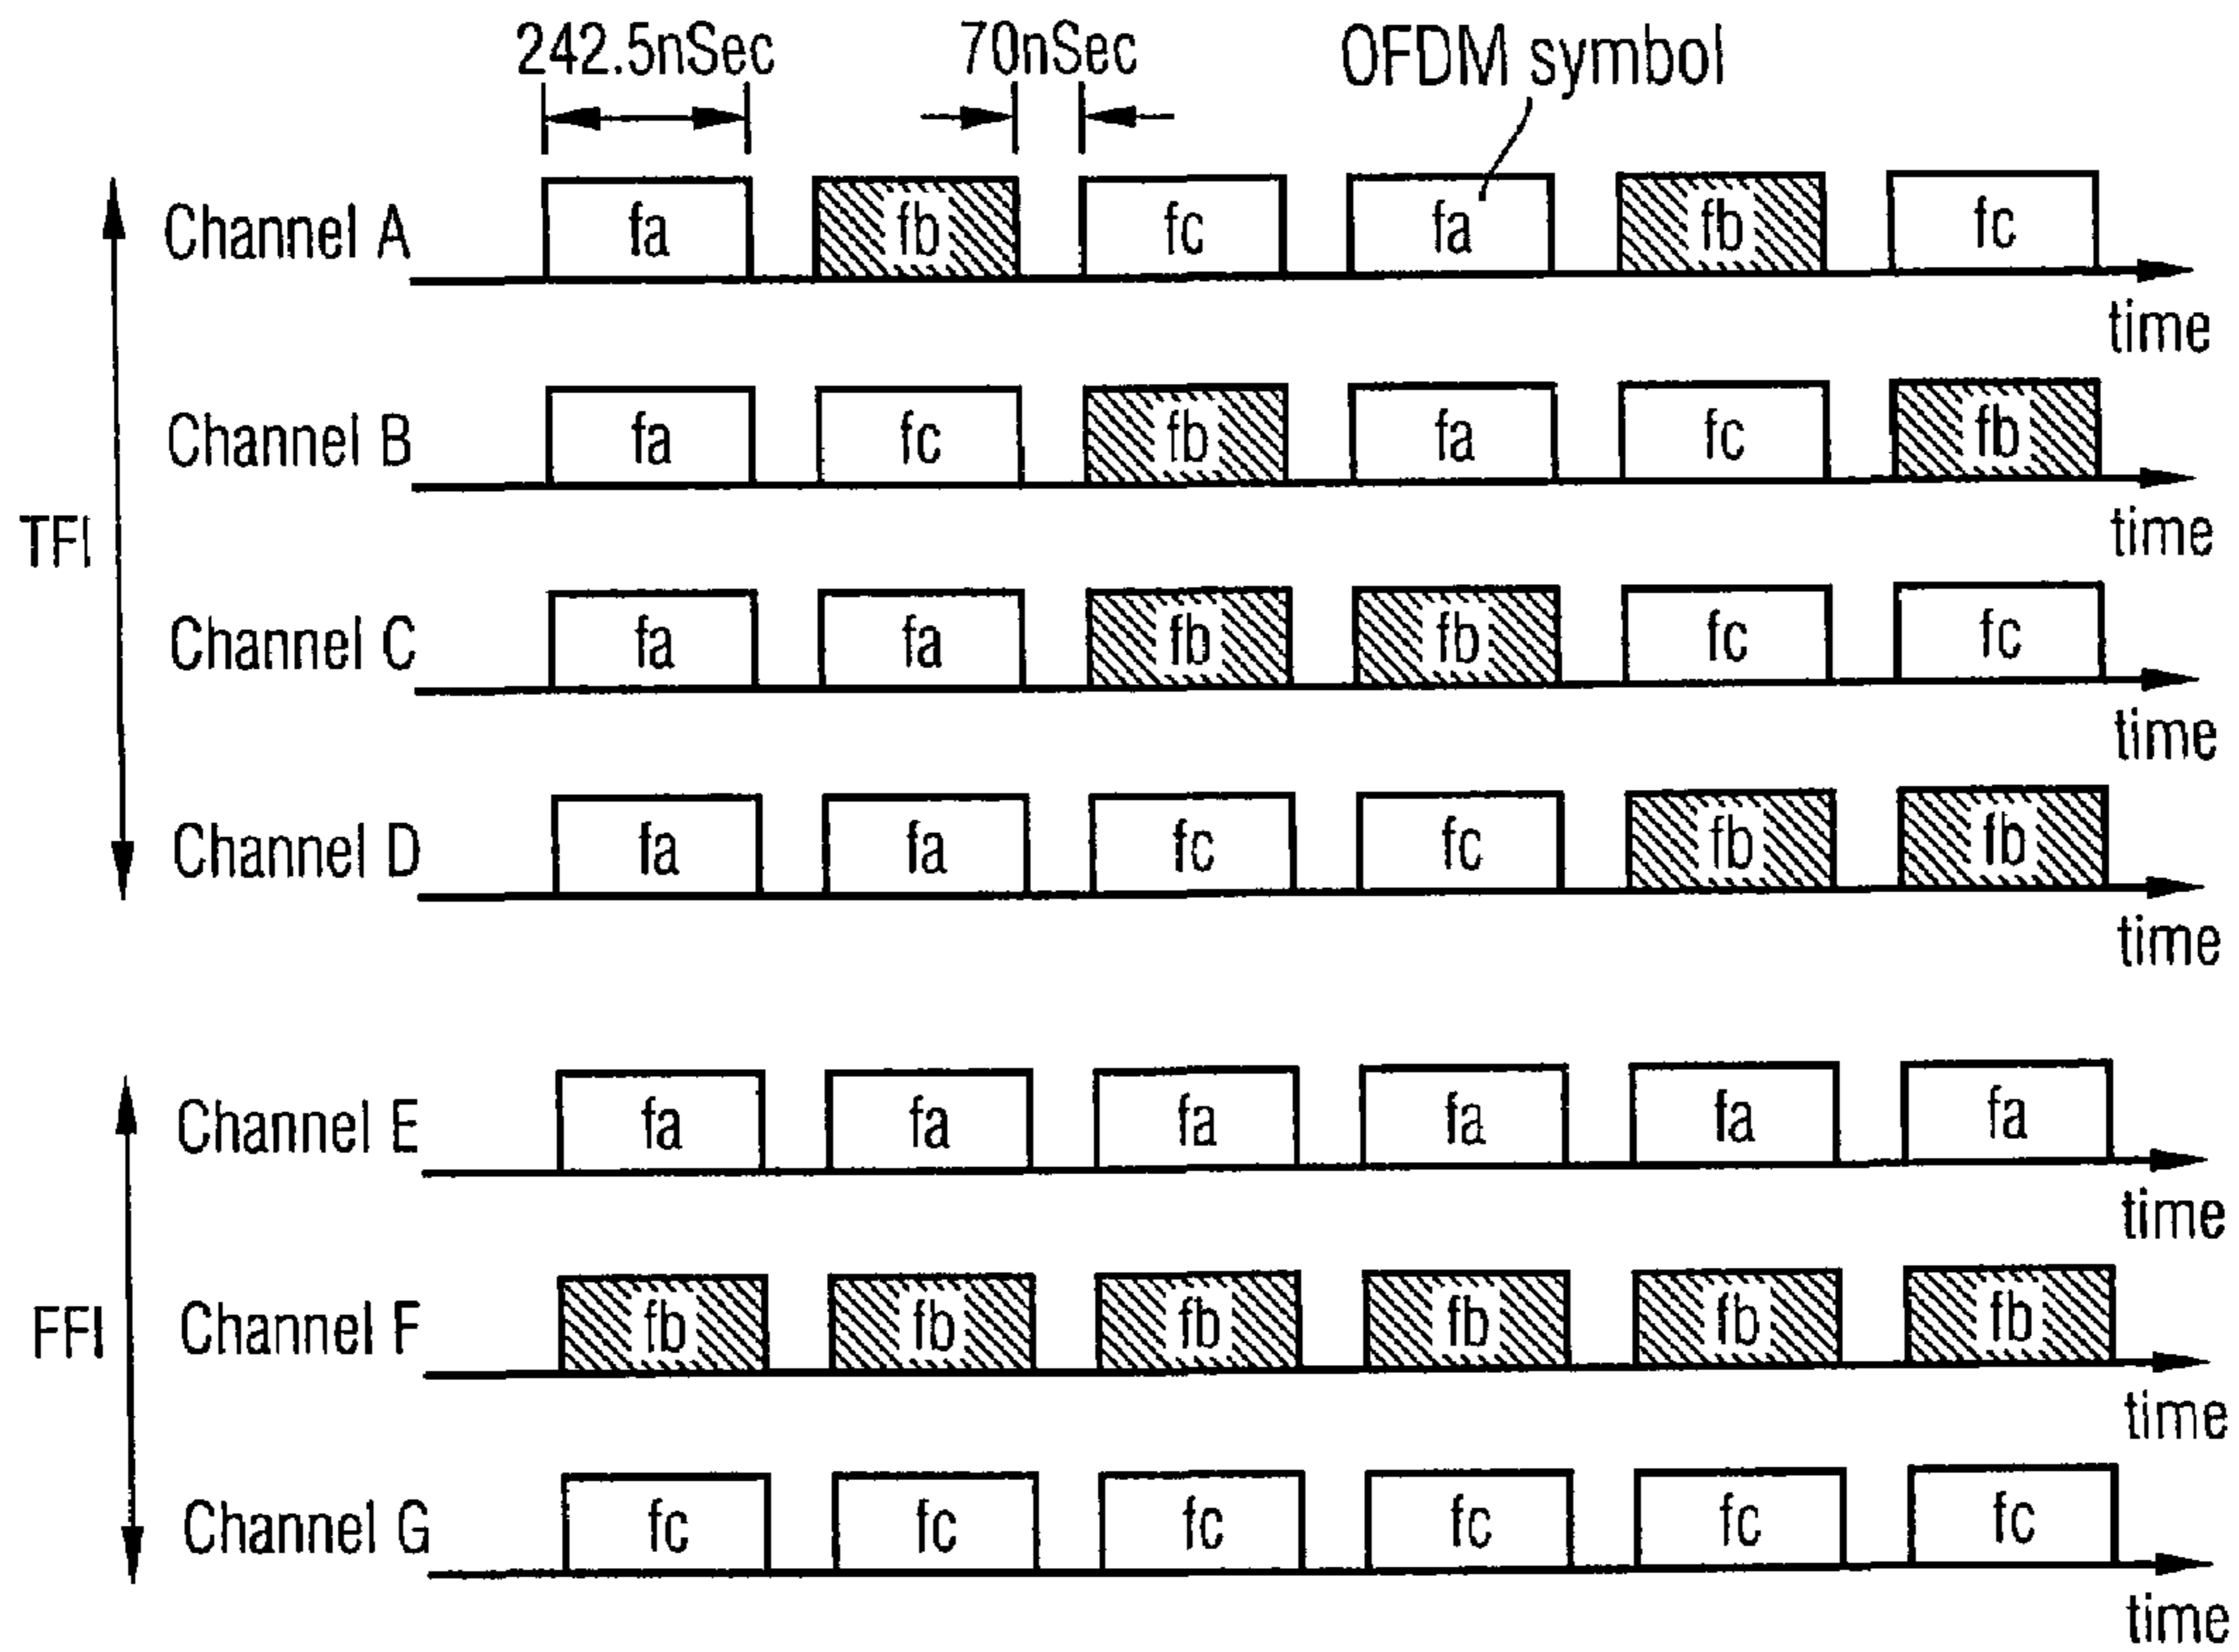 242.5nSec 70nSec OFDM symbol
Channel A fa fb fc fa fb fc
time
Channel B fa fc fb fa fc fb
time
TFI
Channel C fa fa fb fb fc fc
time
Channel D fa fa fc fc fb fb
time
Channel E fa fa fa fa fa fa
time
FFI Channel F fb fb fb fb fb fb
time
Channel G fc fc fc fc fc fc
time